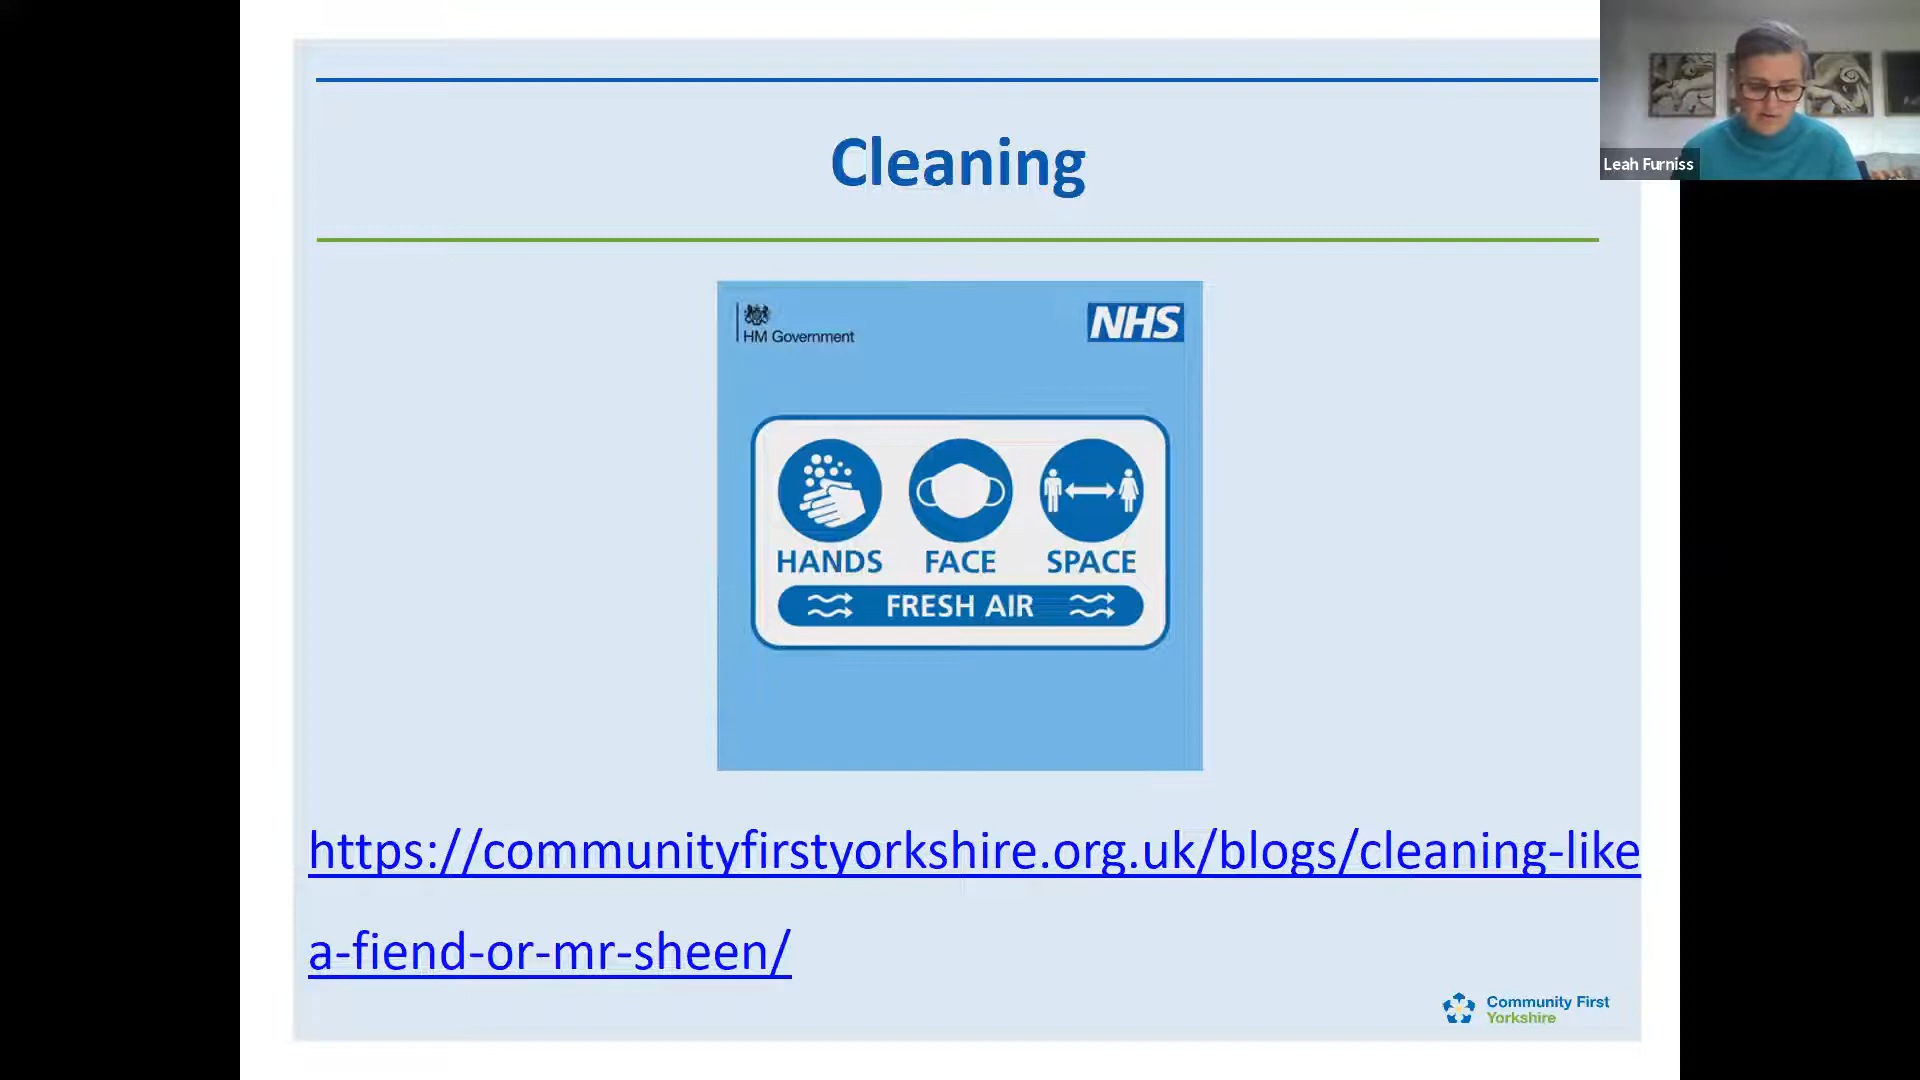 Cleaning
HM Government
NHS
HANDS FACE SPACE
FRESH AIR
https://communityfirstyorkshire.org.uk/blogs/cleaning-like
a-fiend-or-mr-sheen/
Community First
Yorkshire
Leah Furniss